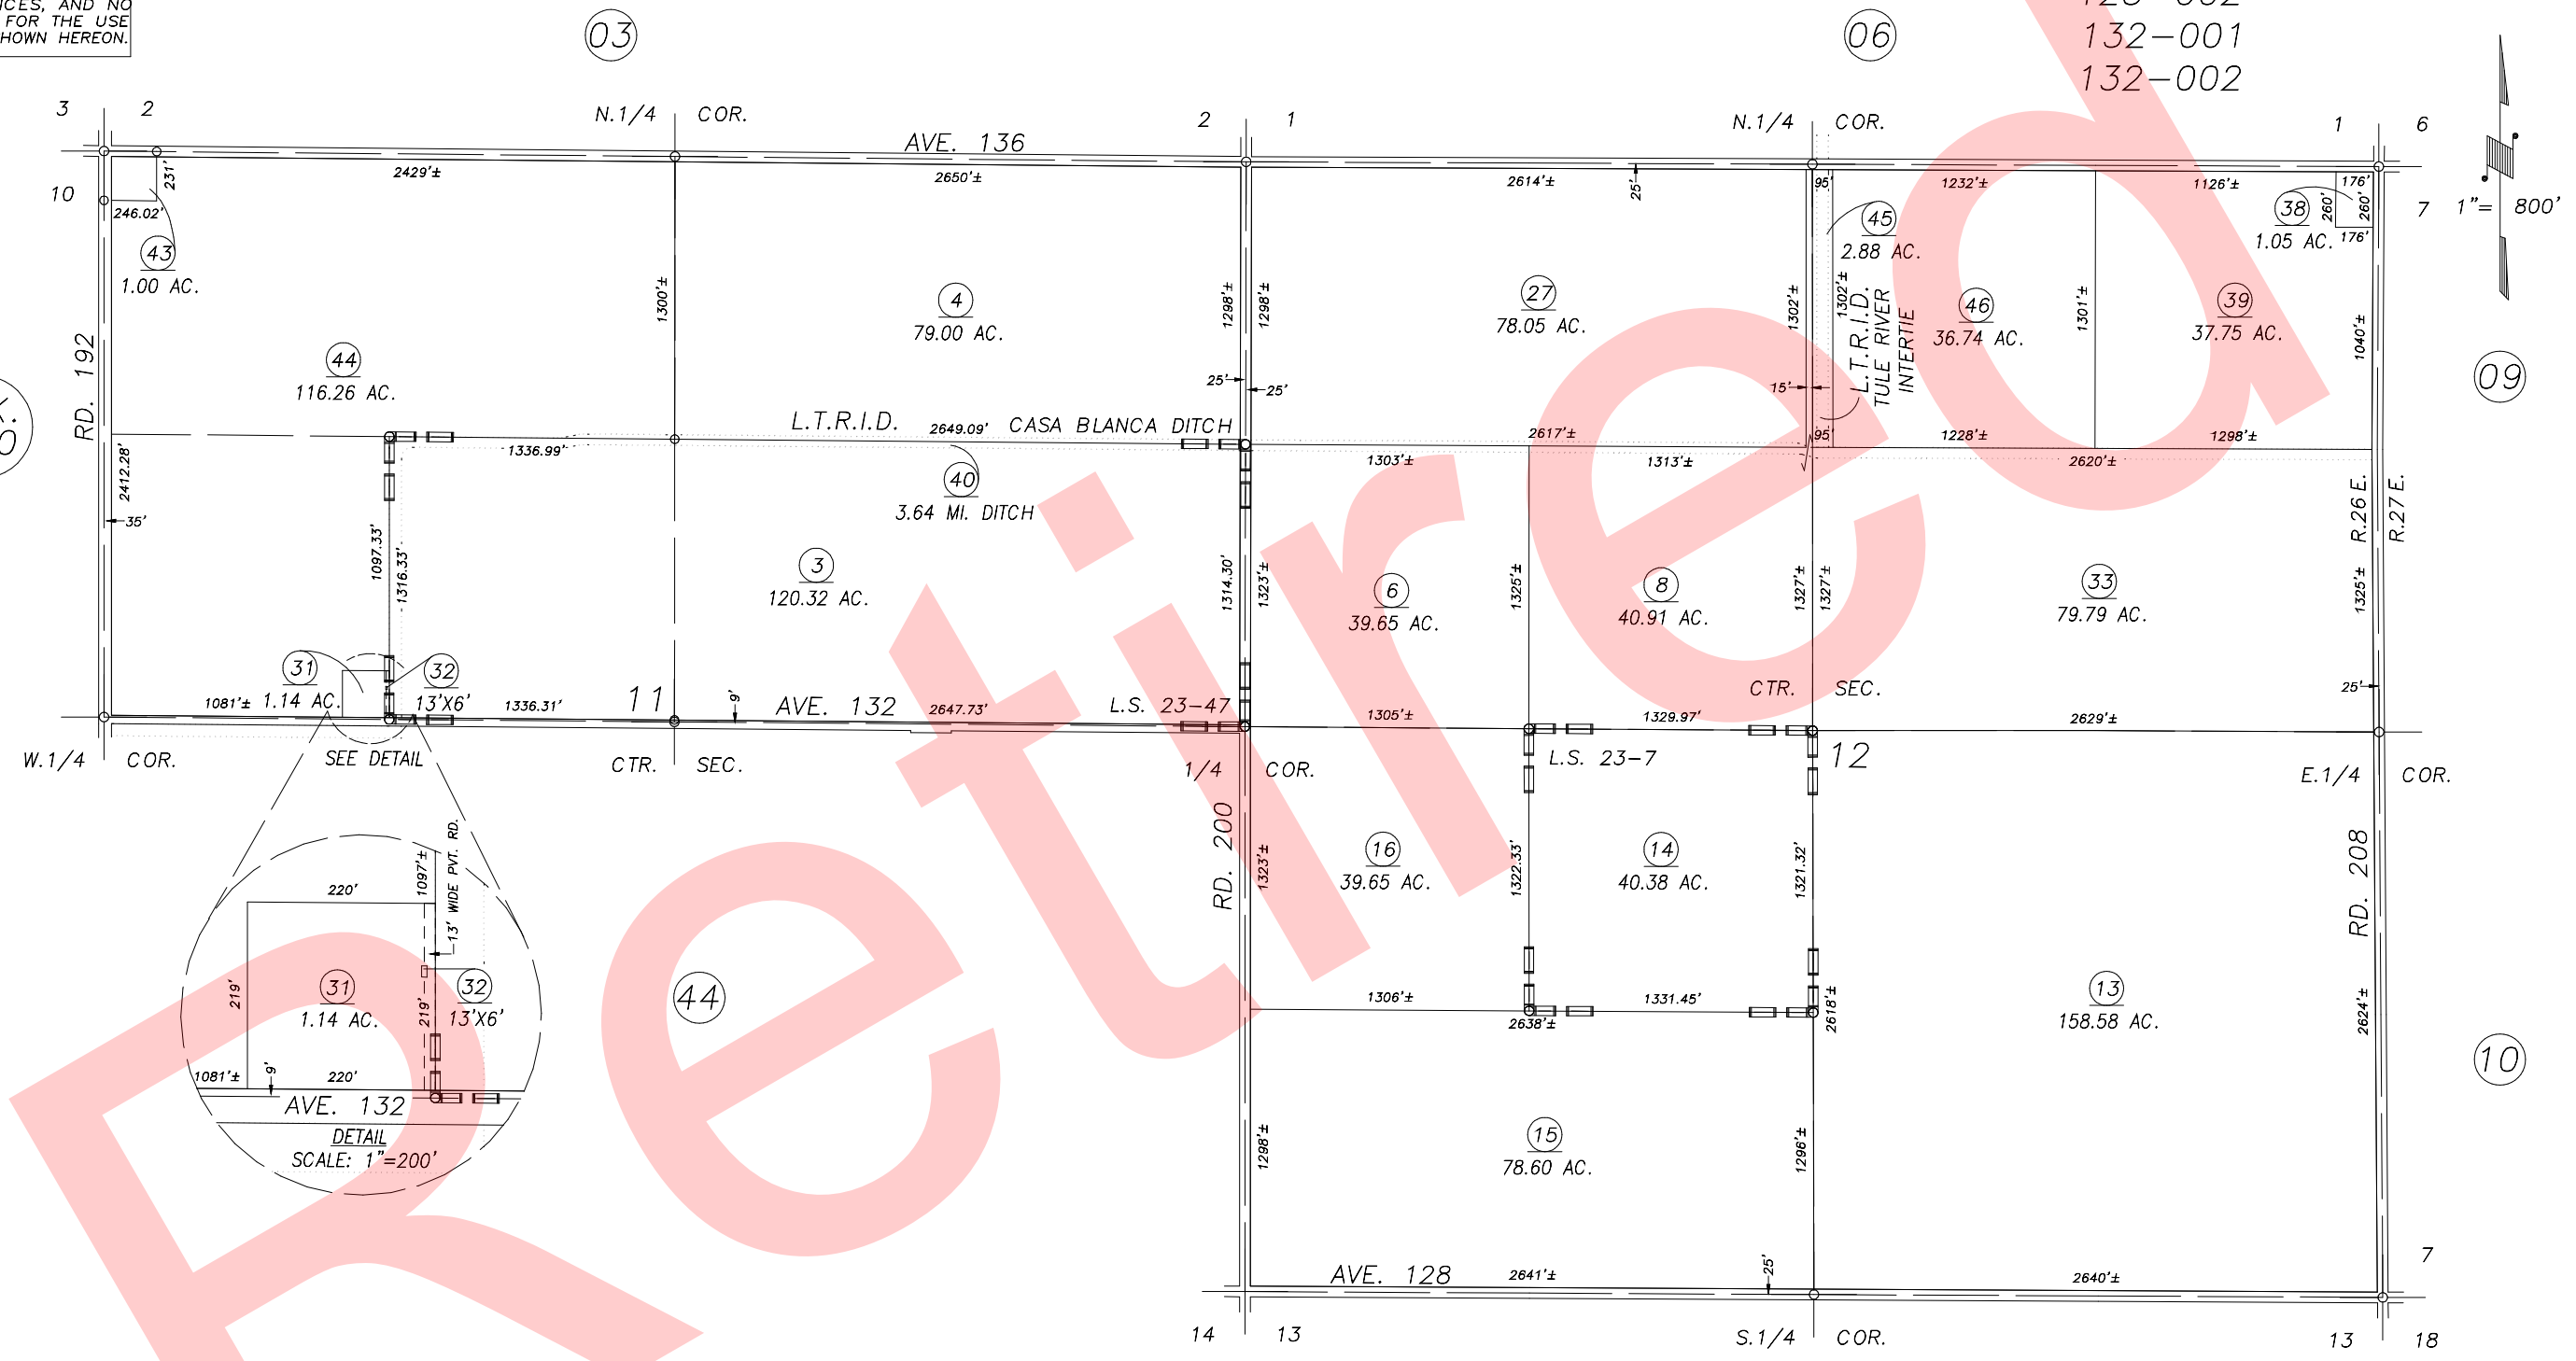 ICES, AND NO
FOR THE USE
HOWN HEREON.
03
06
132-001
132-002
3
2
N.1/4 COR.
2
1
N.1/4 COR.
1
6
AVE. 136
10
231'
246.02'
2429'±
2650'±
2614'±
25'
95'
1232'±
1126'±
176'
260'
260'
176'
7
1"= 800'
43
1.00 AC.
44
116.26 AC.
1300'±
4
79.00 AC.
1298'±
1298'±
27
78.05 AC.
1302'±
1302'±
45
2.88 AC.
L.T.R.I.D.
TULE RIVER
INTERTIE
46
36.74 AC.
1301'±
39
37.75 AC.
38
1.05 AC.
1040'±
09
RD. 192
25'
25'
15'
L.T.R.I.D.
2649.09'
CASA BLANCA DITCH
2617'±
95'
1228'±
1298'±
1336.99'
1303'±
1313'±
2620'±
2412.28'
35'
1097.33'
1316.33'
40
3.64 MI. DITCH
3
120.32 AC.
1314.30'
1323'±
6
39.65 AC.
1325'±
8
40.91 AC.
1327'±
1327'±
33
79.79 AC.
1325'±
R.26 E.
R.27 E.
31
1.14 AC.
32
13'X6'
1081'±
1336.31'
11
9'
AVE. 132
2647.73'
L.S. 23-47
1305'±
1329.97'
CTR. SEC.
2629'±
25'
W.1/4 COR.
SEE DETAIL
CTR. SEC.
1/4 COR.
L.S. 23-7
12
E.1/4 COR.
RD. 200
1323'±
16
39.65 AC.
1322.33'
14
40.38 AC.
1321.32'
RD. 208
220'
1097'±
13' WIDE PVT. RD.
219'
31
1.14 AC.
219'
32
13'X6'
1081'±
9'
220'
AVE. 132
DETAIL
SCALE: 1"=200'
44
1306'±
1331.45'
2638'±
2618'±
13
158.58 AC.
2624'±
10
1298'±
15
78.60 AC.
1296'±
AVE. 128
2641'±
25'
2640'±
7
14
13
S.1/4 COR.
13
18
Retired